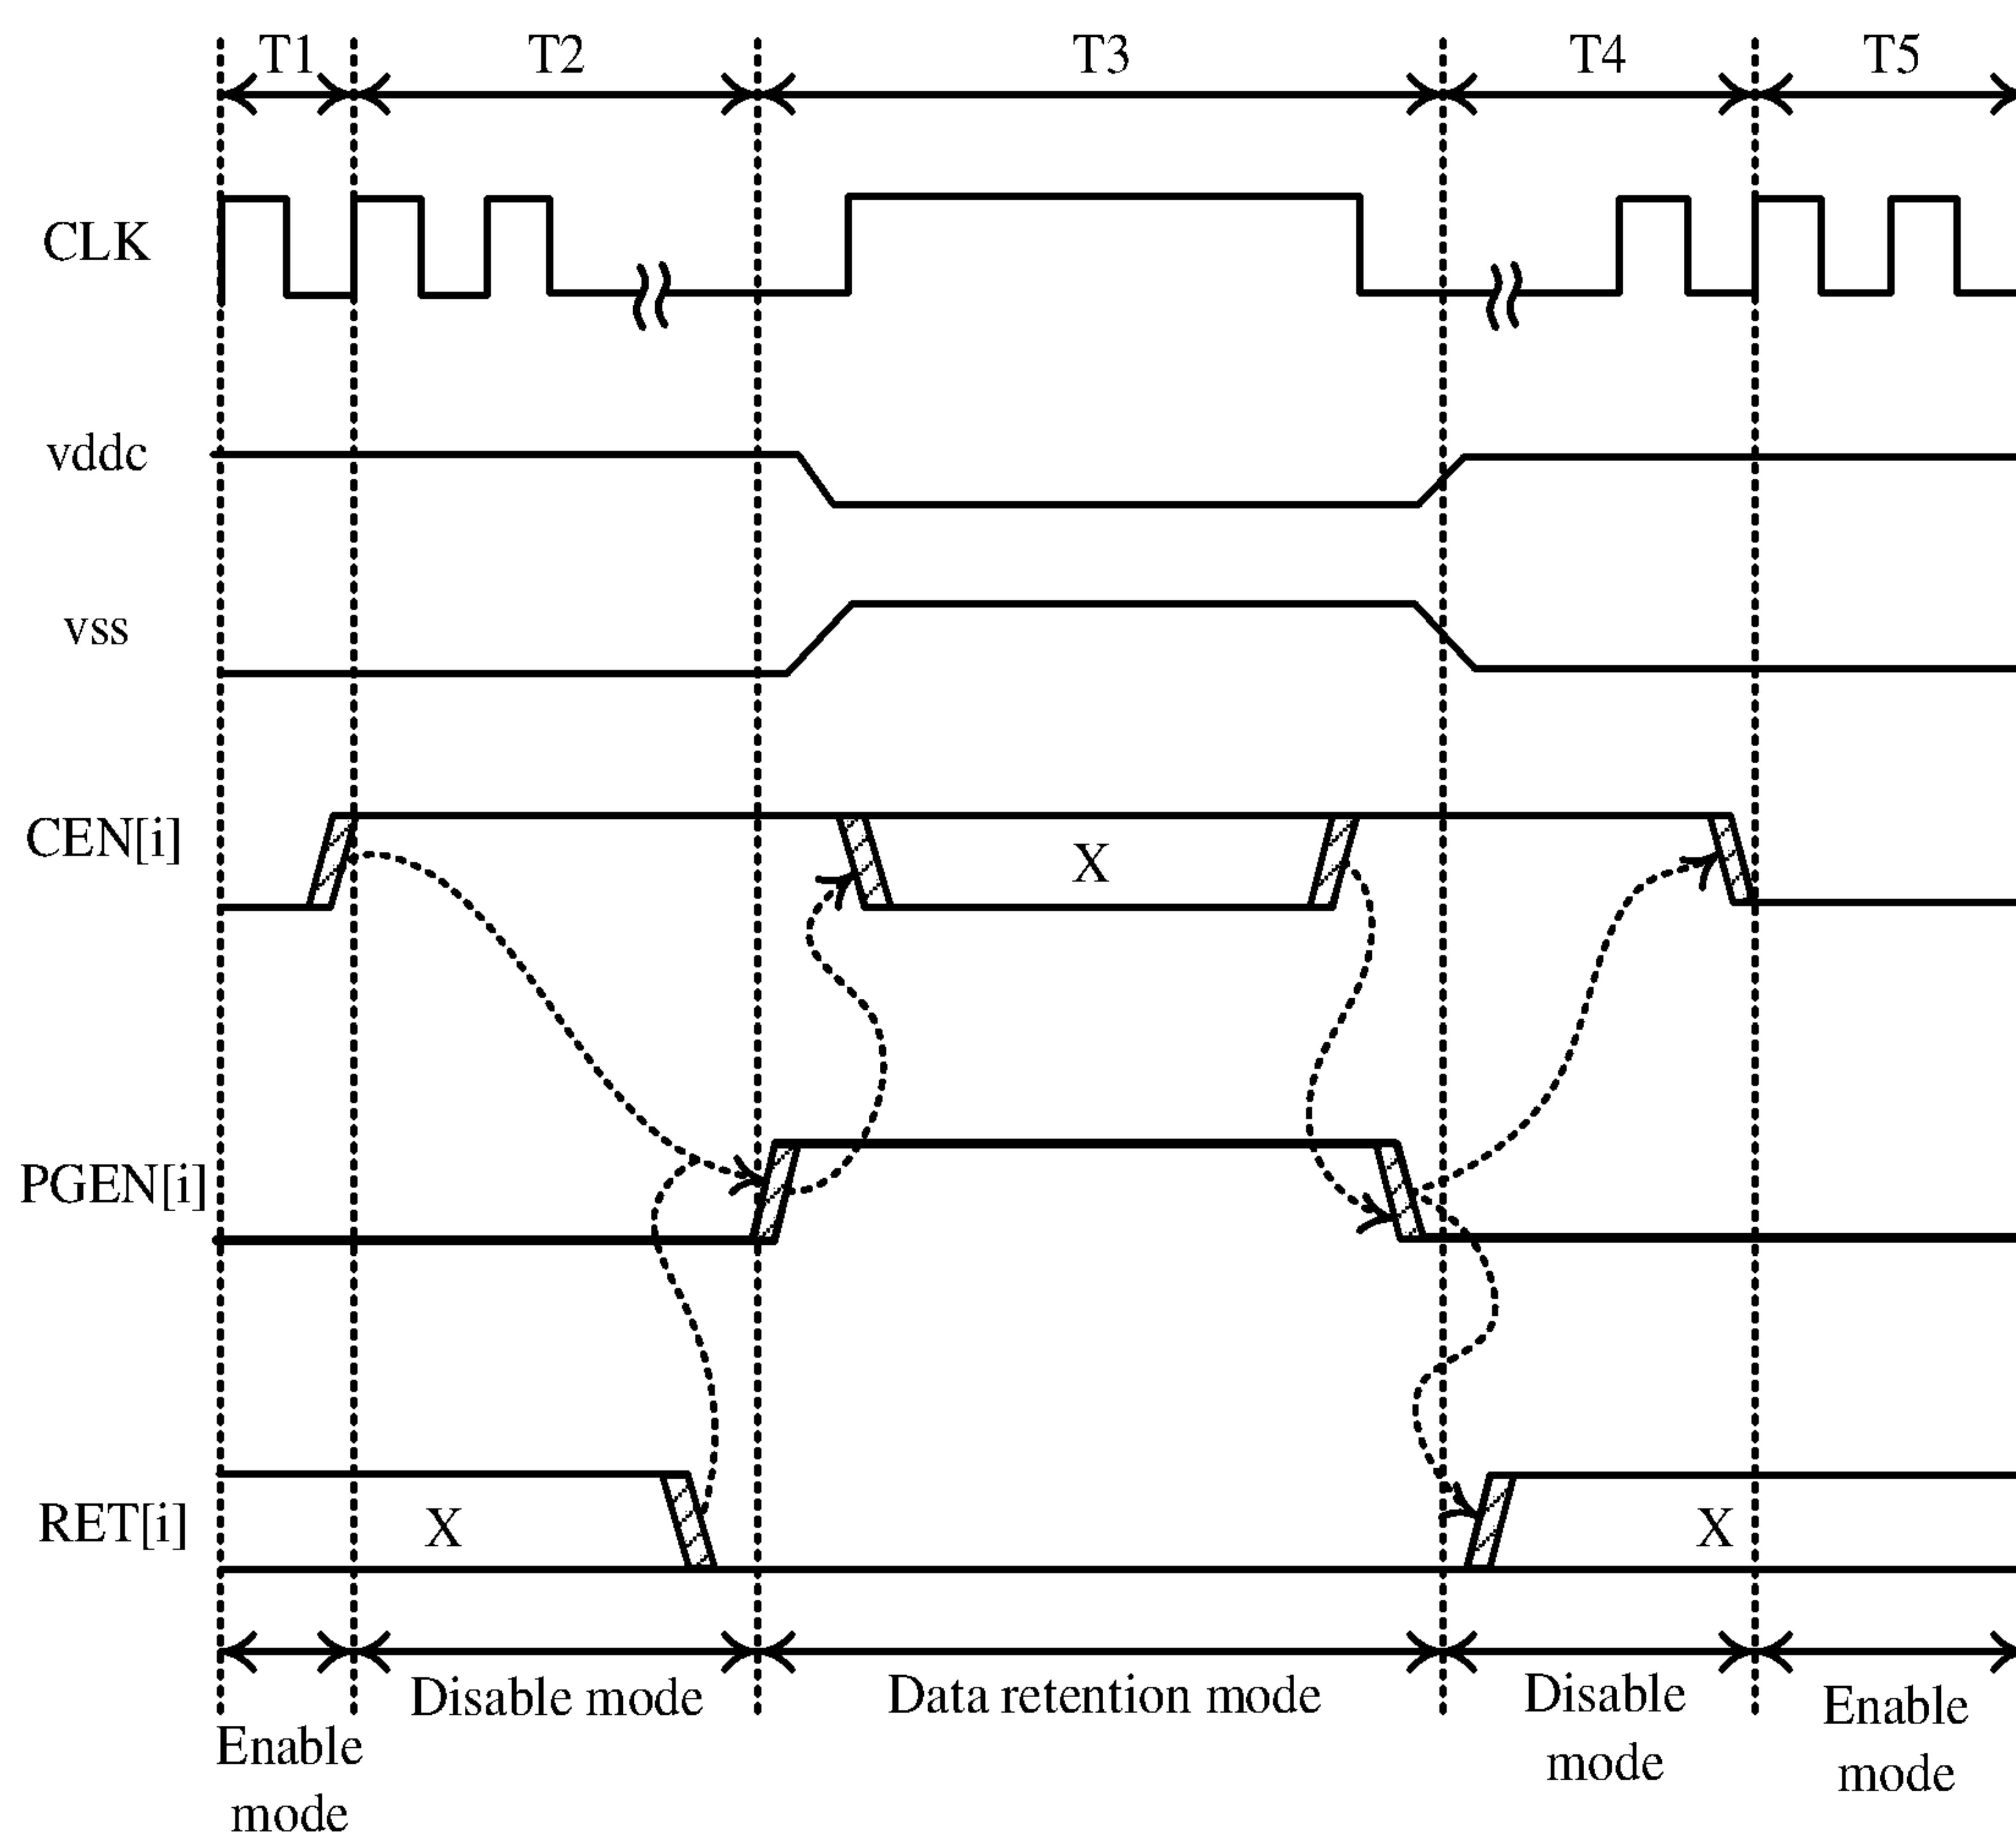 T1 T2 T3 T4 T5
CLK
vddc
vss
CEN[i]
X
PGEN[i]
RET[i]
X X
Enable
mode
Disable mode
Data retention mode
Disable
mode
Enable
mode